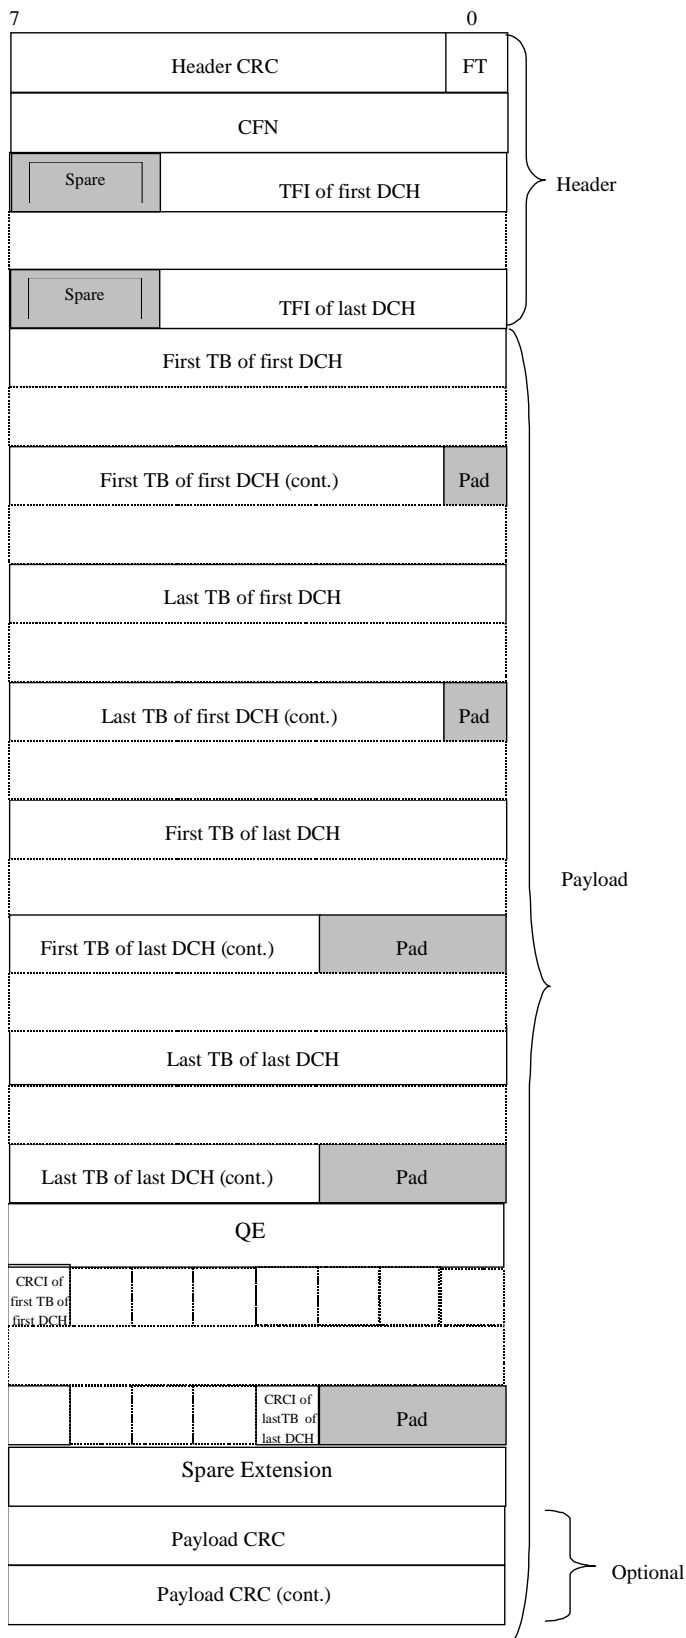 7 0
Header CRC FT
CFN
Spare TFI of first DCH
Header
Spare TFI of last DCH
First TB of first DCH
First TB of first DCH (cont.) Pad
Last TB of first DCH
Last TB of first DCH (cont.) Pad
First TB of last DCH
Payload
First TB of last DCH (cont.) Pad
Last TB of last DCH
Last TB of last DCH (cont.) Pad
QE
CRCI of
first TB of
first DCH
CRCI of
lastTB of
last DCH
Pad
Spare Extension
Payload CRC
Optional
Payload CRC (cont.)